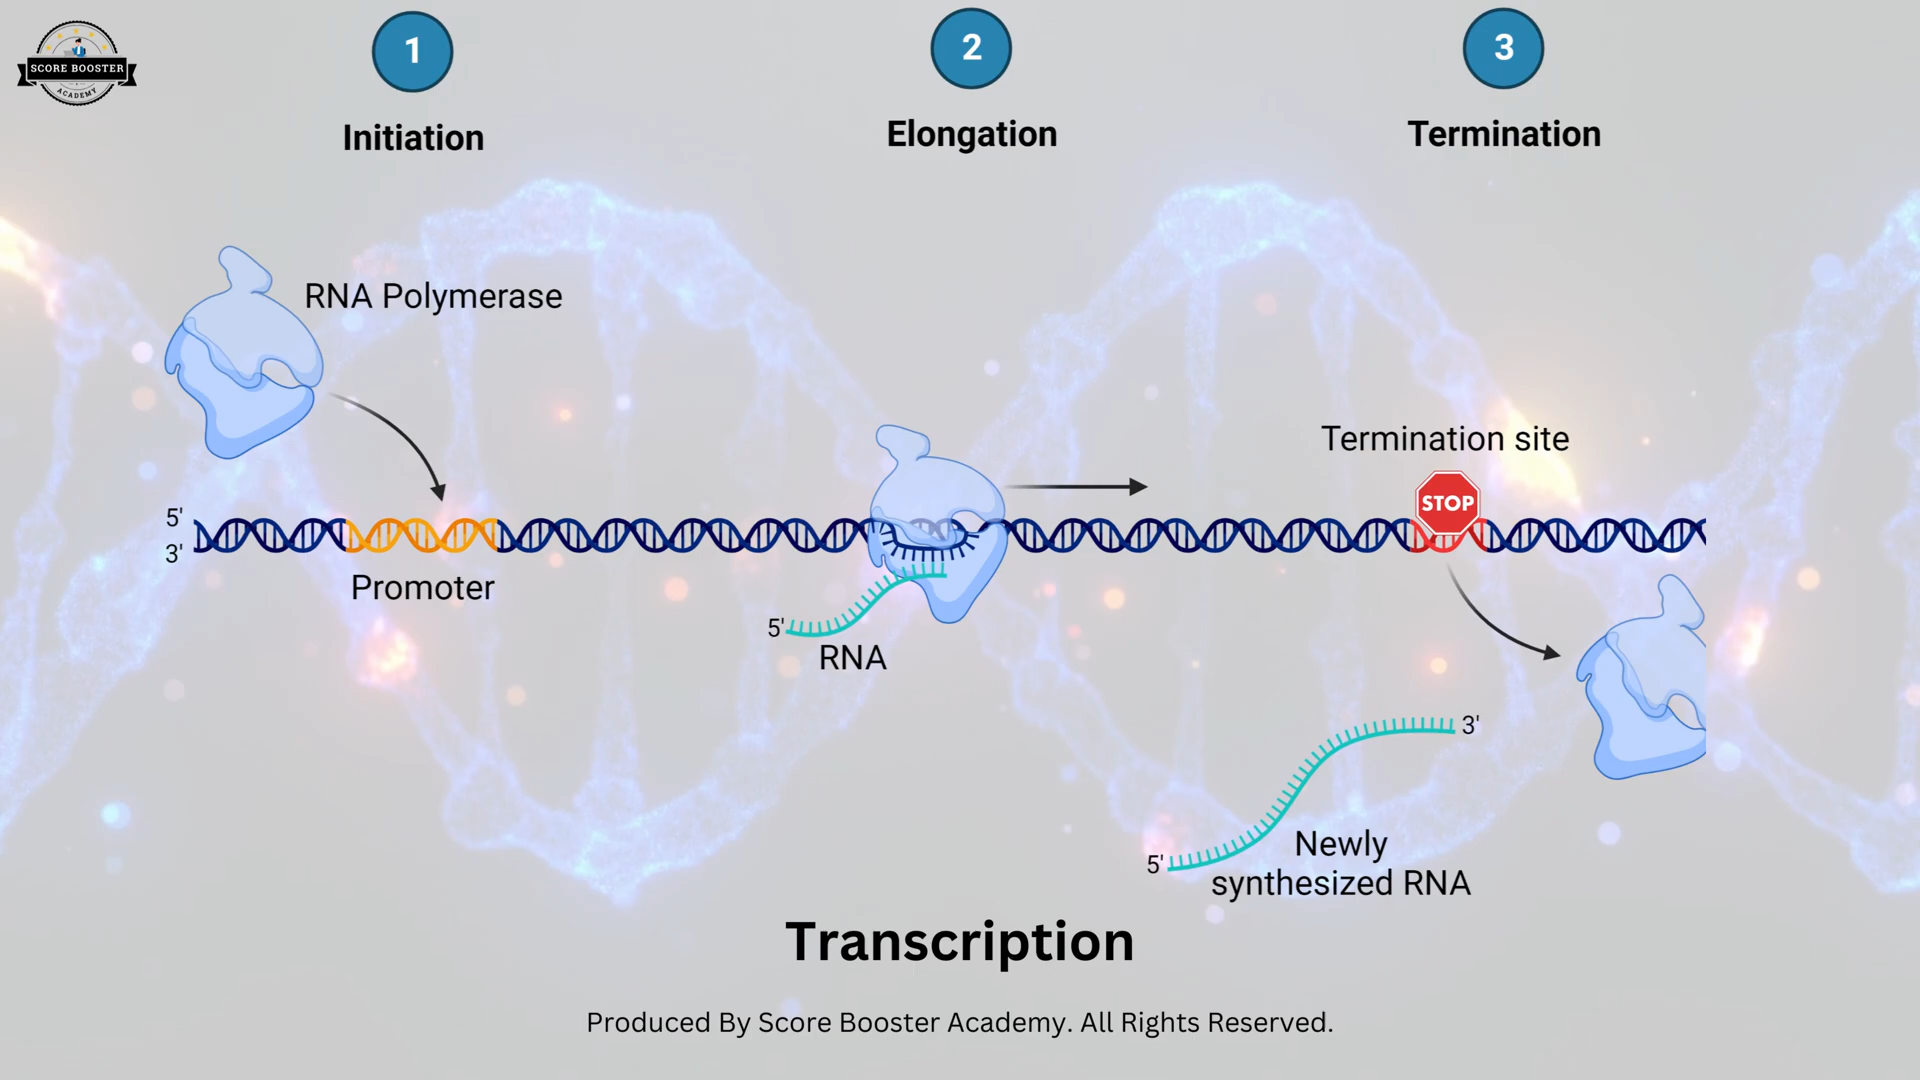 SCORE BOOSTER
ACADEMY
1
2
3
Initiation
Elongation
Termination
RNA Polymerase
Termination site
STOP
5'
3'
Promoter
5'
RNA
3'
5'
Newly
synthesized RNA
Transcription
Produced By Score Booster Academy. All Rights Reserved.